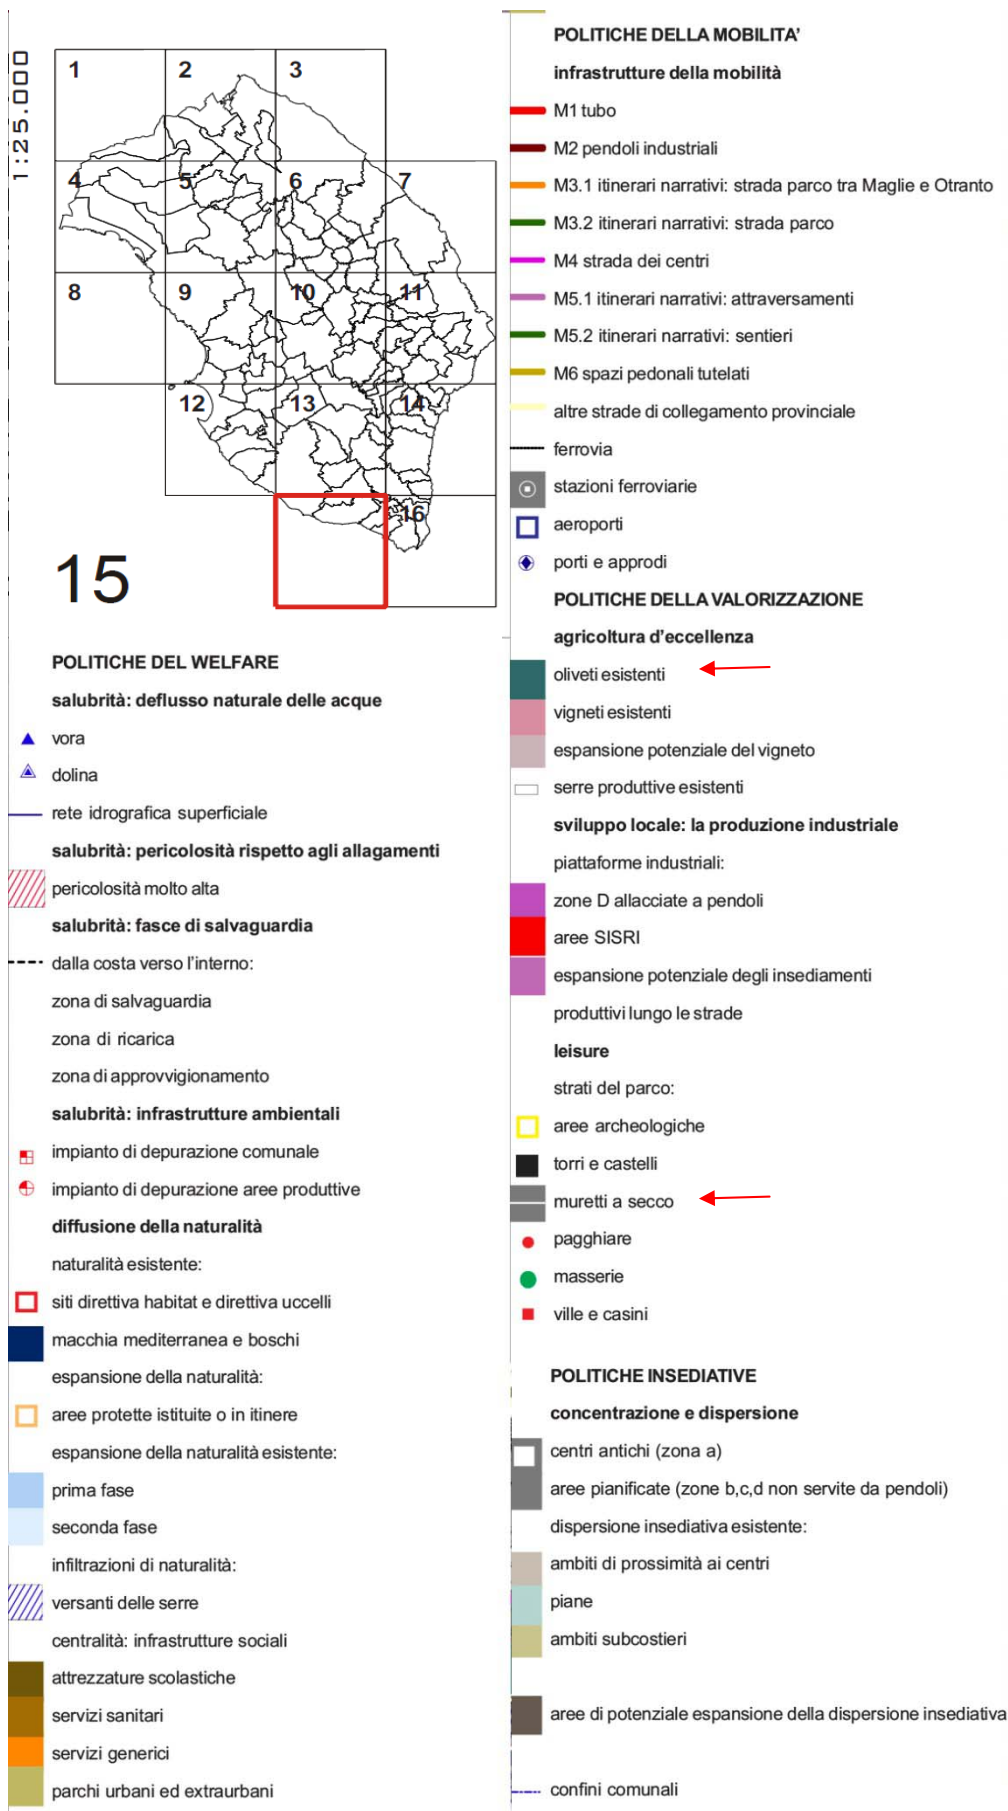 1:25.000
1
2
3
4
5
6
7
8
9
10
11
12
13
14
16
15
POLITICHE DEL WELFARE
salubrità: deflusso naturale delle acque
vora
dolina
rete idrografica superficiale
salubrità: pericolosità rispetto agli allagamenti
pericolosità molto alta
salubrità: fasce di salvaguardia
dalla costa verso l'interno:
zona di salvaguardia
zona di ricarica
zona di approvvigionamento
salubrità: infrastrutture ambientali
impianto di depurazione comunale
impianto di depurazione aree produttive
diffusione della naturalità
naturalità esistente:
siti direttiva habitat e direttiva uccelli
macchia mediterranea e boschi
espansione della naturalità:
aree protette istituite o in itinere
espansione della naturalità esistente:
prima fase
seconda fase
infiltrazioni di naturalità:
versanti delle serre
centralità: infrastrutture sociali
attrezzature scolastiche
servizi sanitari
servizi generici
parchi urbani ed extraurbani
POLITICHE DELLA MOBILITA'
infrastrutture della mobilità
M1 tubo
M2 pendoli industriali
M3.1 itinerari narrativi: strada parco tra Maglie e Otranto
M3.2 itinerari narrativi: strada parco
M4 strada dei centri
M5.1 itinerari narrativi: attraversamenti
M5.2 itinerari narrativi: sentieri
M6 spazi pedonali tutelati
altre strade di collegamento provinciale
ferrovia
stazioni ferroviarie
aeroporti
porti e approdi
POLITICHE DELLA VALORIZZAZIONE
agricoltura d'eccellenza
oliveti esistenti
vigneti esistenti
espansione potenziale del vigneto
serre produttive esistenti
sviluppo locale: la produzione industriale
piattaforme industriali:
zone D allacciate a pendoli
aree SISRI
espansione potenziale degli insediamenti
produttivi lungo le strade
leisure
strati del parco:
aree archeologiche
torri e castelli
muretti a secco
pagghiare
masserie
ville e casini
POLITICHE INSEDIATIVE
concentrazione e dispersione
centri antichi (zona a)
aree pianificate (zone b,c,d non servite da pendoli)
dispersione insediativa esistente:
ambiti di prossimità ai centri
piane
ambiti subcostieri
aree di potenziale espansione della dispersione insediativa
confini comunali